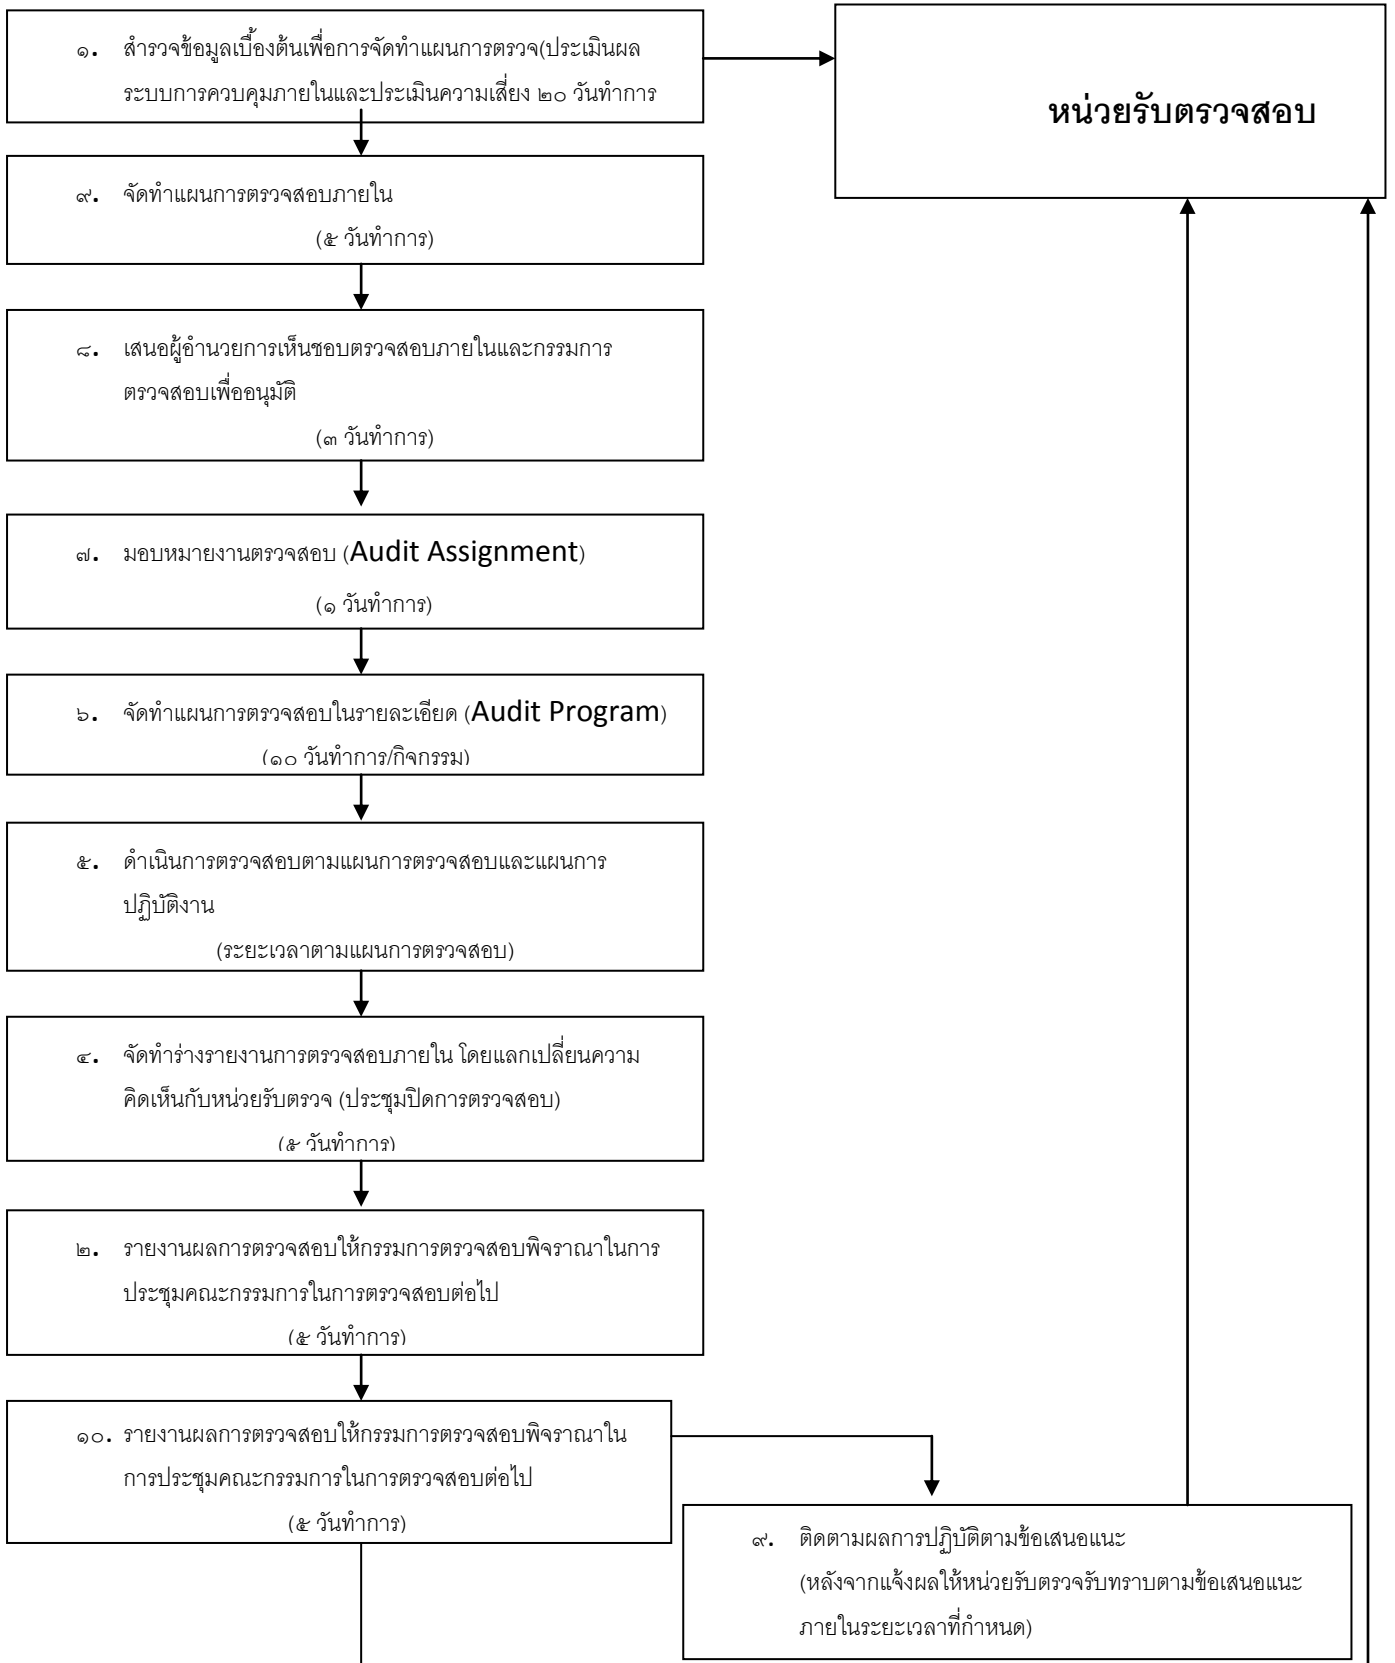 ๑. สำรวจข้อมูลเบื้องต้นเพื่อการจัดทำแผนการตรวจ(ประเมินผล
ระบบการควบคุมภายในและประเมินความเสี่ยง ๒๐ วันทำการ
หน่วยรับตรวจสอบ
๙. จัดทำแผนการตรวจสอบภายใน
(๕ วันทำการ)
๘. เสนอผู้อำนวยการเห็นชอบตรวจสอบภายในและกรรมการ
ตรวจสอบเพื่ออนุมัติ
(๓ วันทำการ)
๗. มอบหมายงานตรวจสอบ (Audit Assignment)
(๑ วันทำการ)
๖. จัดทำแผนการตรวจสอบในรายละเอียด (Audit Program)
(๑๐ วันทำการ/กิจกรรม)
๕. ดำเนินการตรวจสอบตามแผนการตรวจสอบและแผนการ
ปฏิบัติงาน
(ระยะเวลาตามแผนการตรวจสอบ)
๔. จัดทำร่างรายงานการตรวจสอบภายใน โดยแลกเปลี่ยนความ
คิดเห็นกับหน่วยรับตรวจ (ประชุมปิดการตรวจสอบ)
(๕ วันทำการ)
๒. รายงานผลการตรวจสอบให้กรรมการตรวจสอบพิจราณาในการ
ประชุมคณะกรรมการในการตรวจสอบต่อไป
(๕ วันทำการ)
๑๐. รายงานผลการตรวจสอบให้กรรมการตรวจสอบพิจราณาใน
การประชุมคณะกรรมการในการตรวจสอบต่อไป
(๕ วันทำการ)
๙. ติดตามผลการปฏิบัติตามข้อเสนอแนะ
(หลังจากแจ้งผลให้หน่วยรับตรวจรับทราบตามข้อเสนอแนะ
ภายในระยะเวลาที่กำหนด)